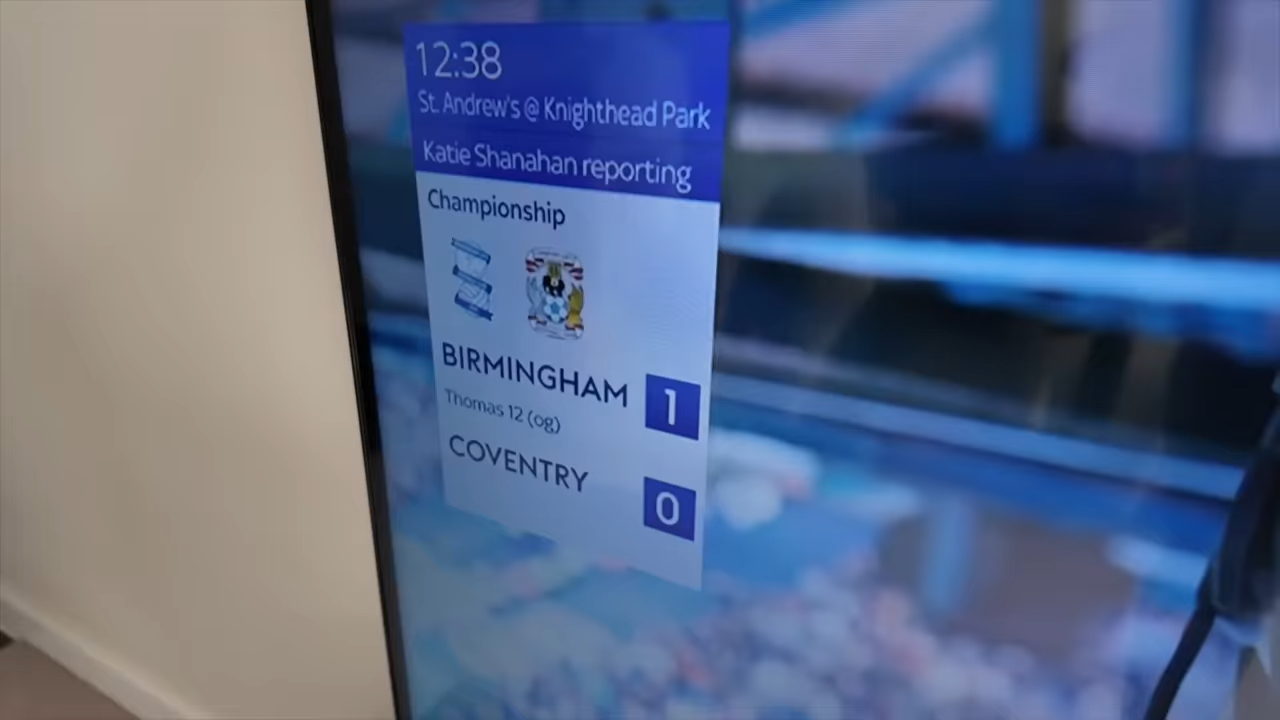 12:38
St. Andrew's @ Knighthead Park
Katie Shanahan reporting
Championship
BIRMINGHAM 1
Thomas 12 (og)
COVENTRY 0